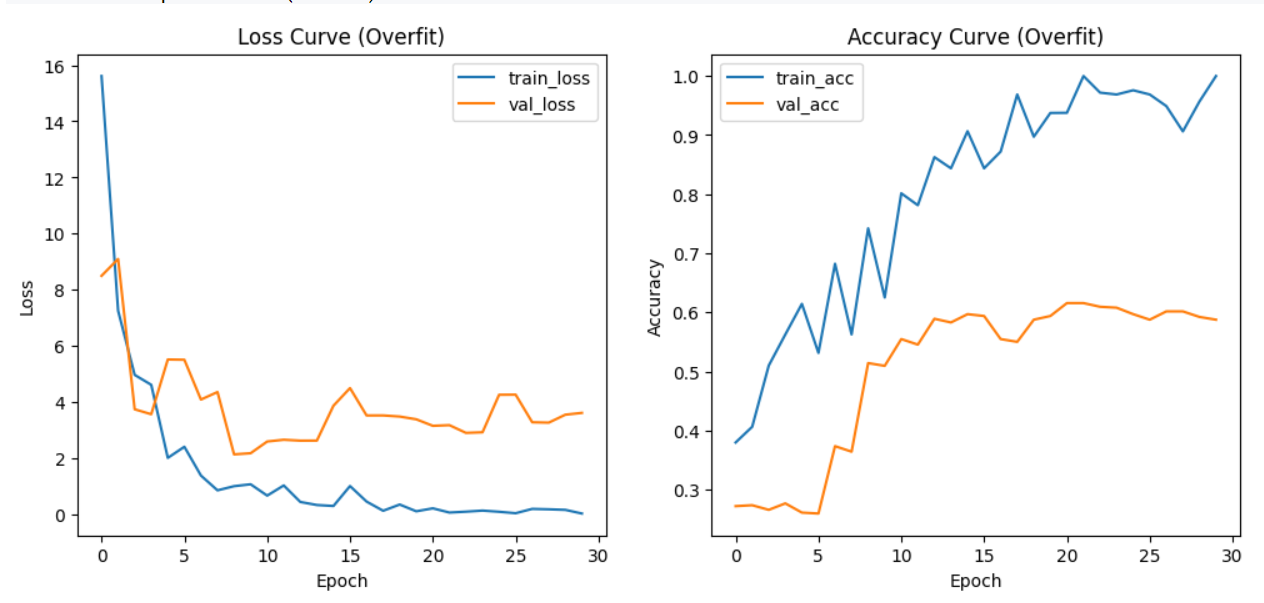 Loss Curve (Overfit)
16
14
12
10
8
6
4
2
0
Loss
train_loss
val_loss
0 5 10 15 20 25 30
Epoch
Accuracy Curve (Overfit)
1.0
0.9
0.8
0.7
0.6
0.5
0.4
0.3
Accuracy
train_acc
val_acc
0 5 10 15 20 25 30
Epoch